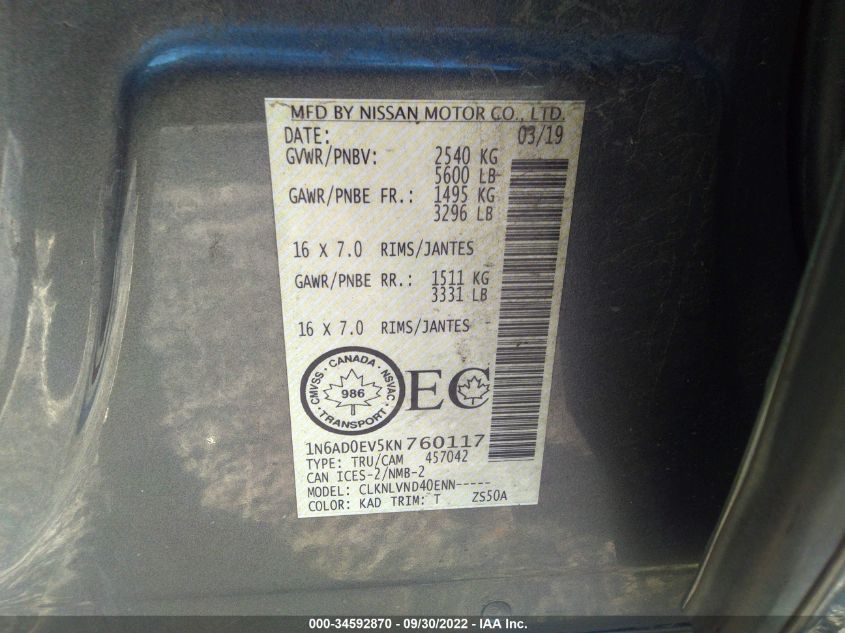 MFD BY NISSAN MOTOR CO., LTD.
DATE: 03/19
GVWR/PNBV: 2540 KG
5600 LB
GAWR/PNBE FR.: 1495 KG
3296 LB
16 X 7.0 RIMS/JANTES
GAWR/PNBE RR.: 1511 KG
3331 LB
16 X 7.0 RIMS/JANTES
CMVSS · CANADA · NSVAC
986
TRANSPORT
EC
1N6AD0EV5KN760117
TYPE: TRU/CAM 457042
CAN ICES-2/NMB-2
MODEL: CLKNLVND40ENN-----
COLOR: KAD TRIM: T ZS50A
000-34592870 - 09/30/2022 - IAA Inc.